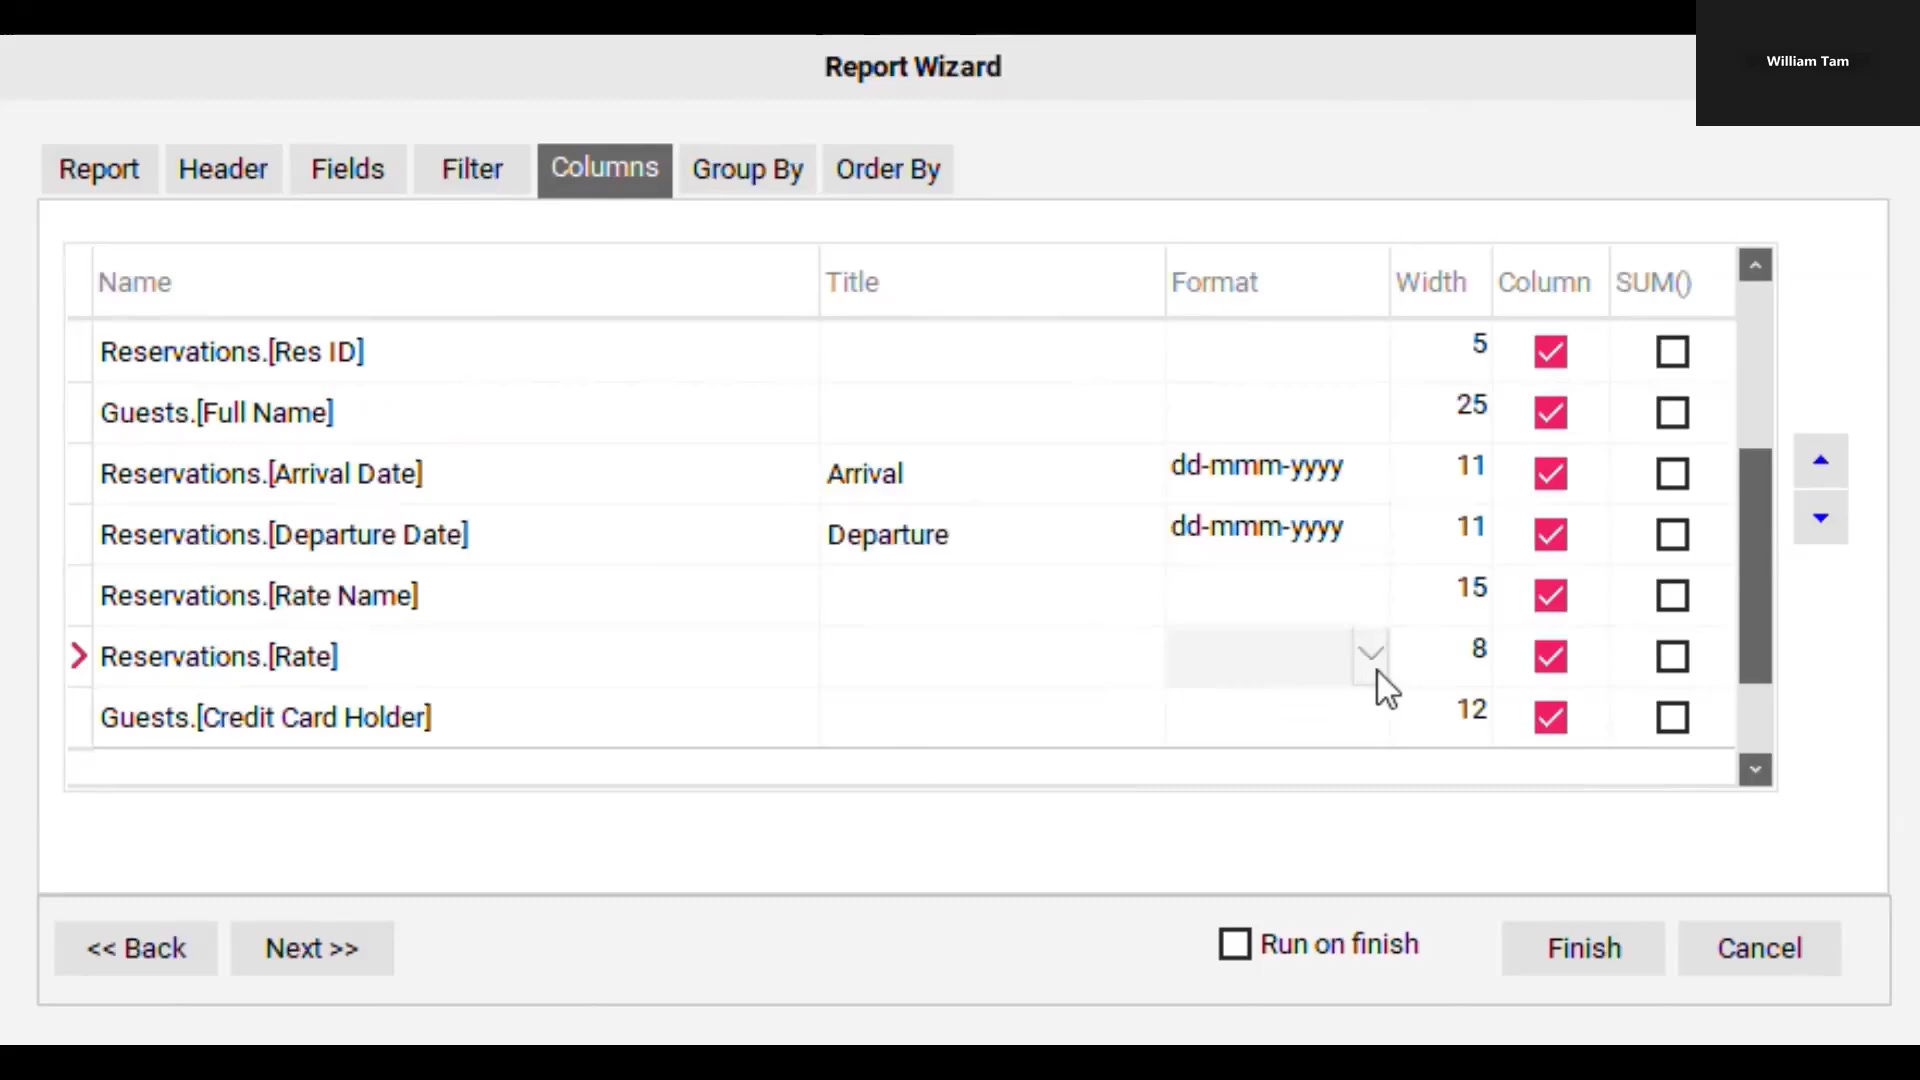 Report Wizard
William Tam
Report Header Fields Filter Columns Group By Order By
Name Title Format Width Column SUM()
Reservations.[Res ID] 5
Guests.[Full Name] 25
Reservations.[Arrival Date] Arrival dd-mmm-yyyy 11
Reservations.[Departure Date] Departure dd-mmm-yyyy 11
Reservations.[Rate Name] 15
Reservations.[Rate] 8
Guests.[Credit Card Holder] 12
<< Back Next >> Run on finish Finish Cancel